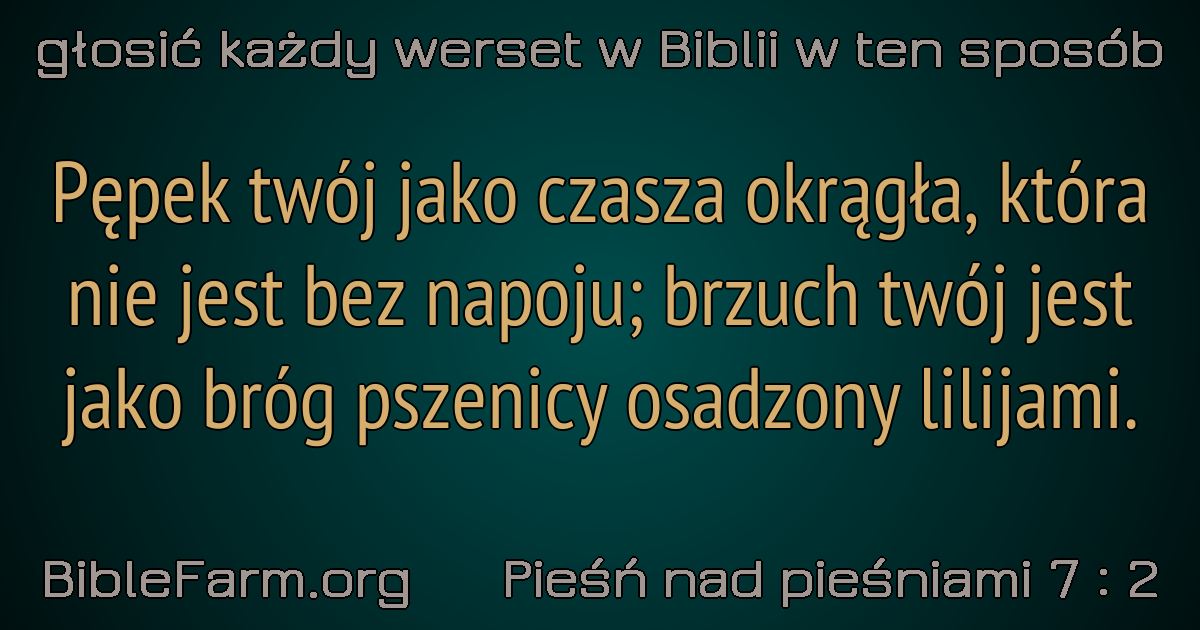 głosić każdy werset w Biblii w ten sposób
Pępek twój jako czasza okrągła, która
nie jest bez napoju; brzuch twój jest
jako bróg pszenicy osadzony lilijami.
BibleFarm.org Pieśń nad pieśniami 7 : 2